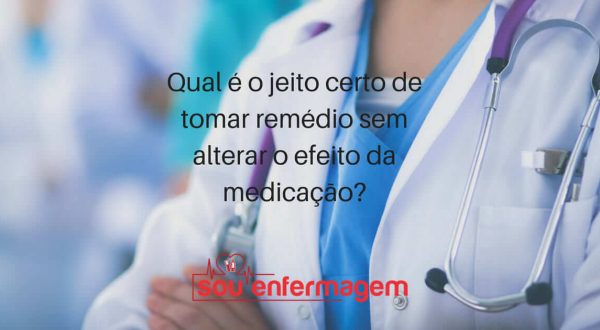 Qual é o jeito certo de
tomar remédio sem
alterar o efeito da
medicação?
sou enfermagem